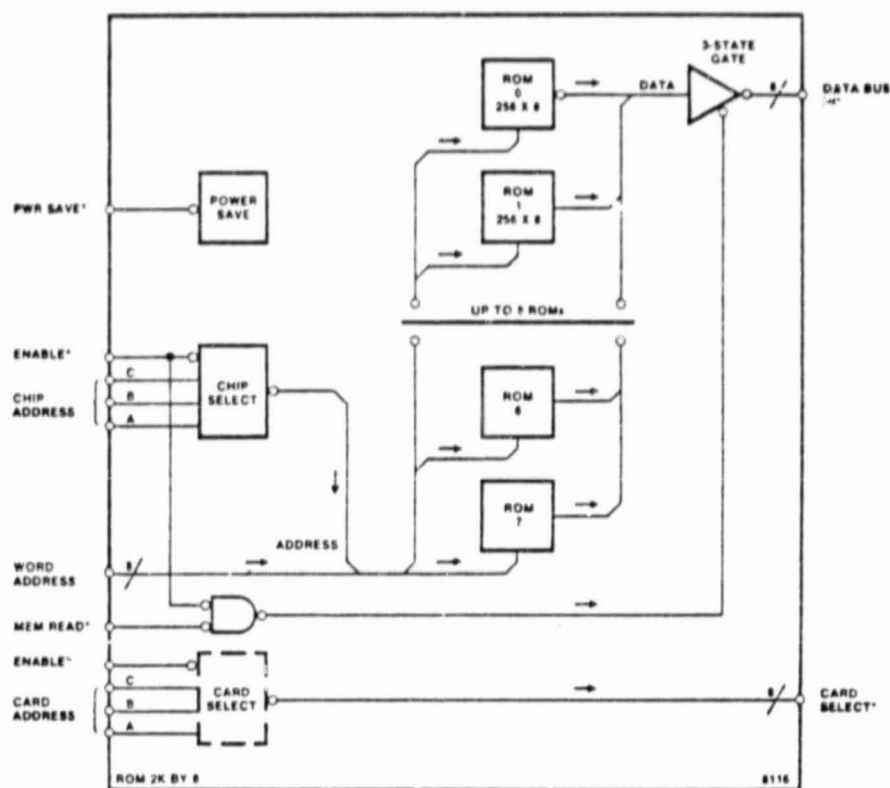 3-STATE
GATE
ROM
0
256 X 8
DATA
8
DATA BUS
ROM
1
256 X 8
PWR SAVE*
POWER
SAVE
UP TO 8 ROMs
ENABLE*
C
CHIP
ADDRESS
B
A
CHIP
SELECT
ROM
6
ROM
7
ADDRESS
WORD
ADDRESS
8
MEM READ*
ENABLE*
C
CARD
ADDRESS
B
A
CARD
SELECT
8
CARD
SELECT*
ROM 2K BY 8
8116